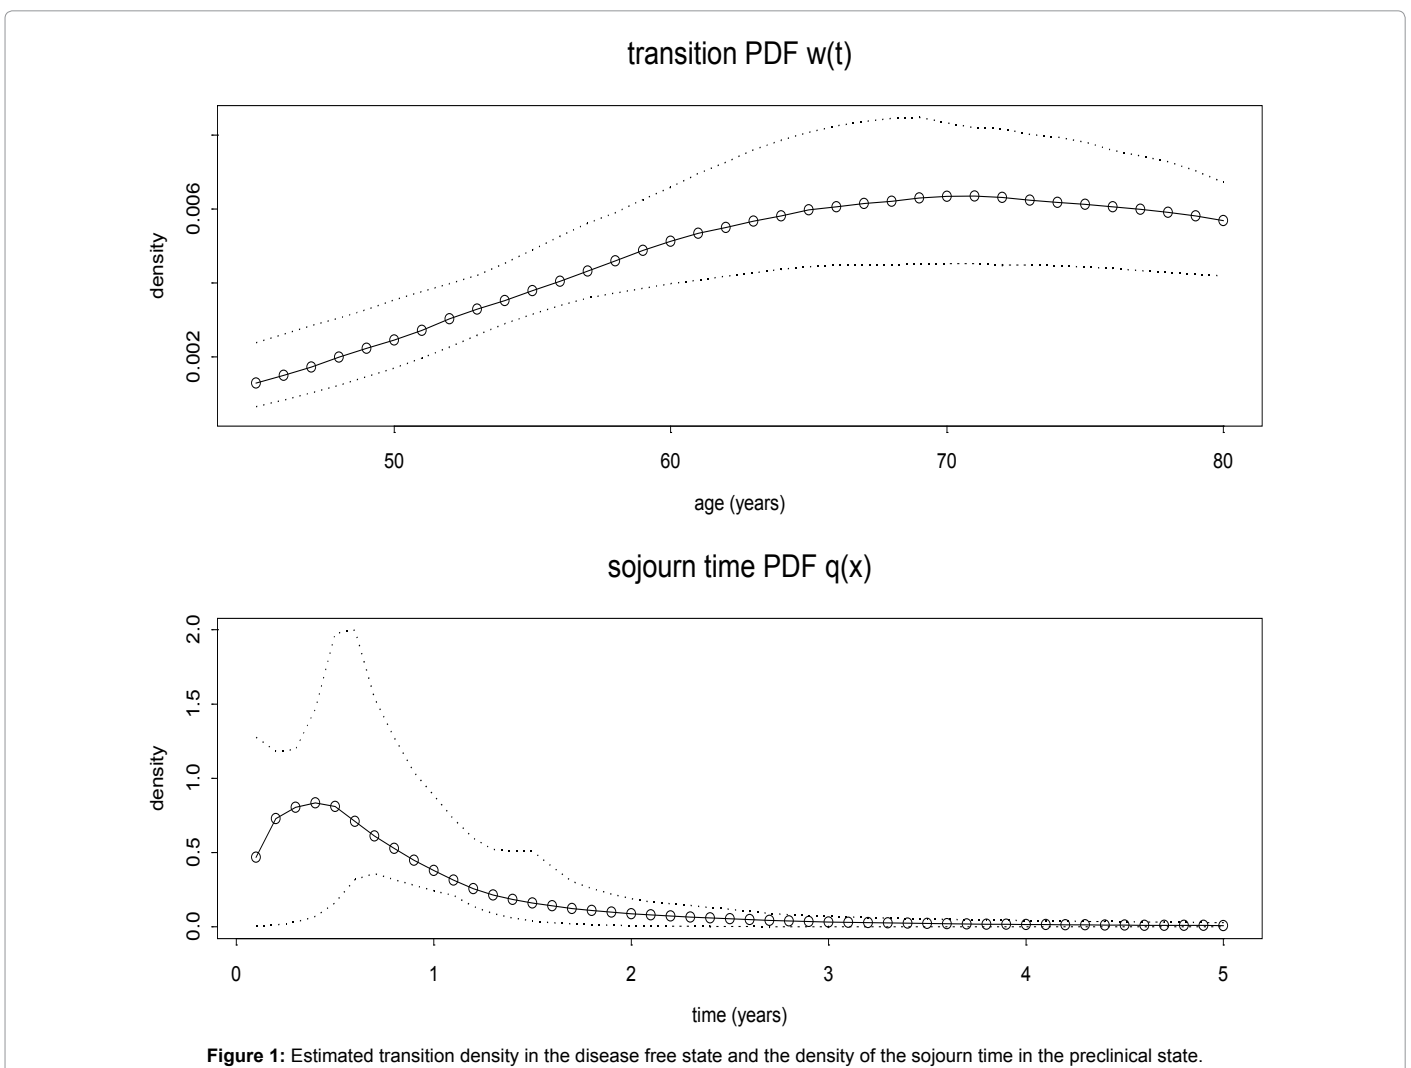 transition PDF w(t)
density
0.006
0.002
50 60 70 80
age (years)
sojourn time PDF q(x)
density
2.0
1.5
1.0
0.5
0.0
0 1 2 3 4 5
time (years)
Figure 1: Estimated transition density in the disease free state and the density of the sojourn time in the preclinical state.